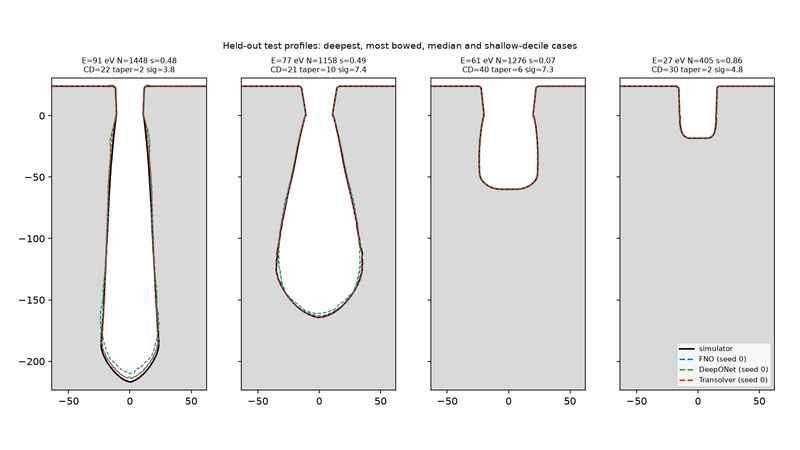 Held-out test profiles: deepest, most bowed, median and shallow-decile cases
E=91 eV N=1448 s=0.48
CD=22 taper=2 sig=3.8
E=77 eV N=1158 s=0.49
CD=21 taper=10 sig=7.4
E=61 eV N=1276 s=0.07
CD=40 taper=6 sig=7.3
E=27 eV N=405 s=0.86
CD=30 taper=2 sig=4.8
0
−50
−100
−150
−200
−50 0 50
−50 0 50
−50 0 50
−50 0 50
simulator
FNO (seed 0)
DeepONet (seed 0)
Transolver (seed 0)